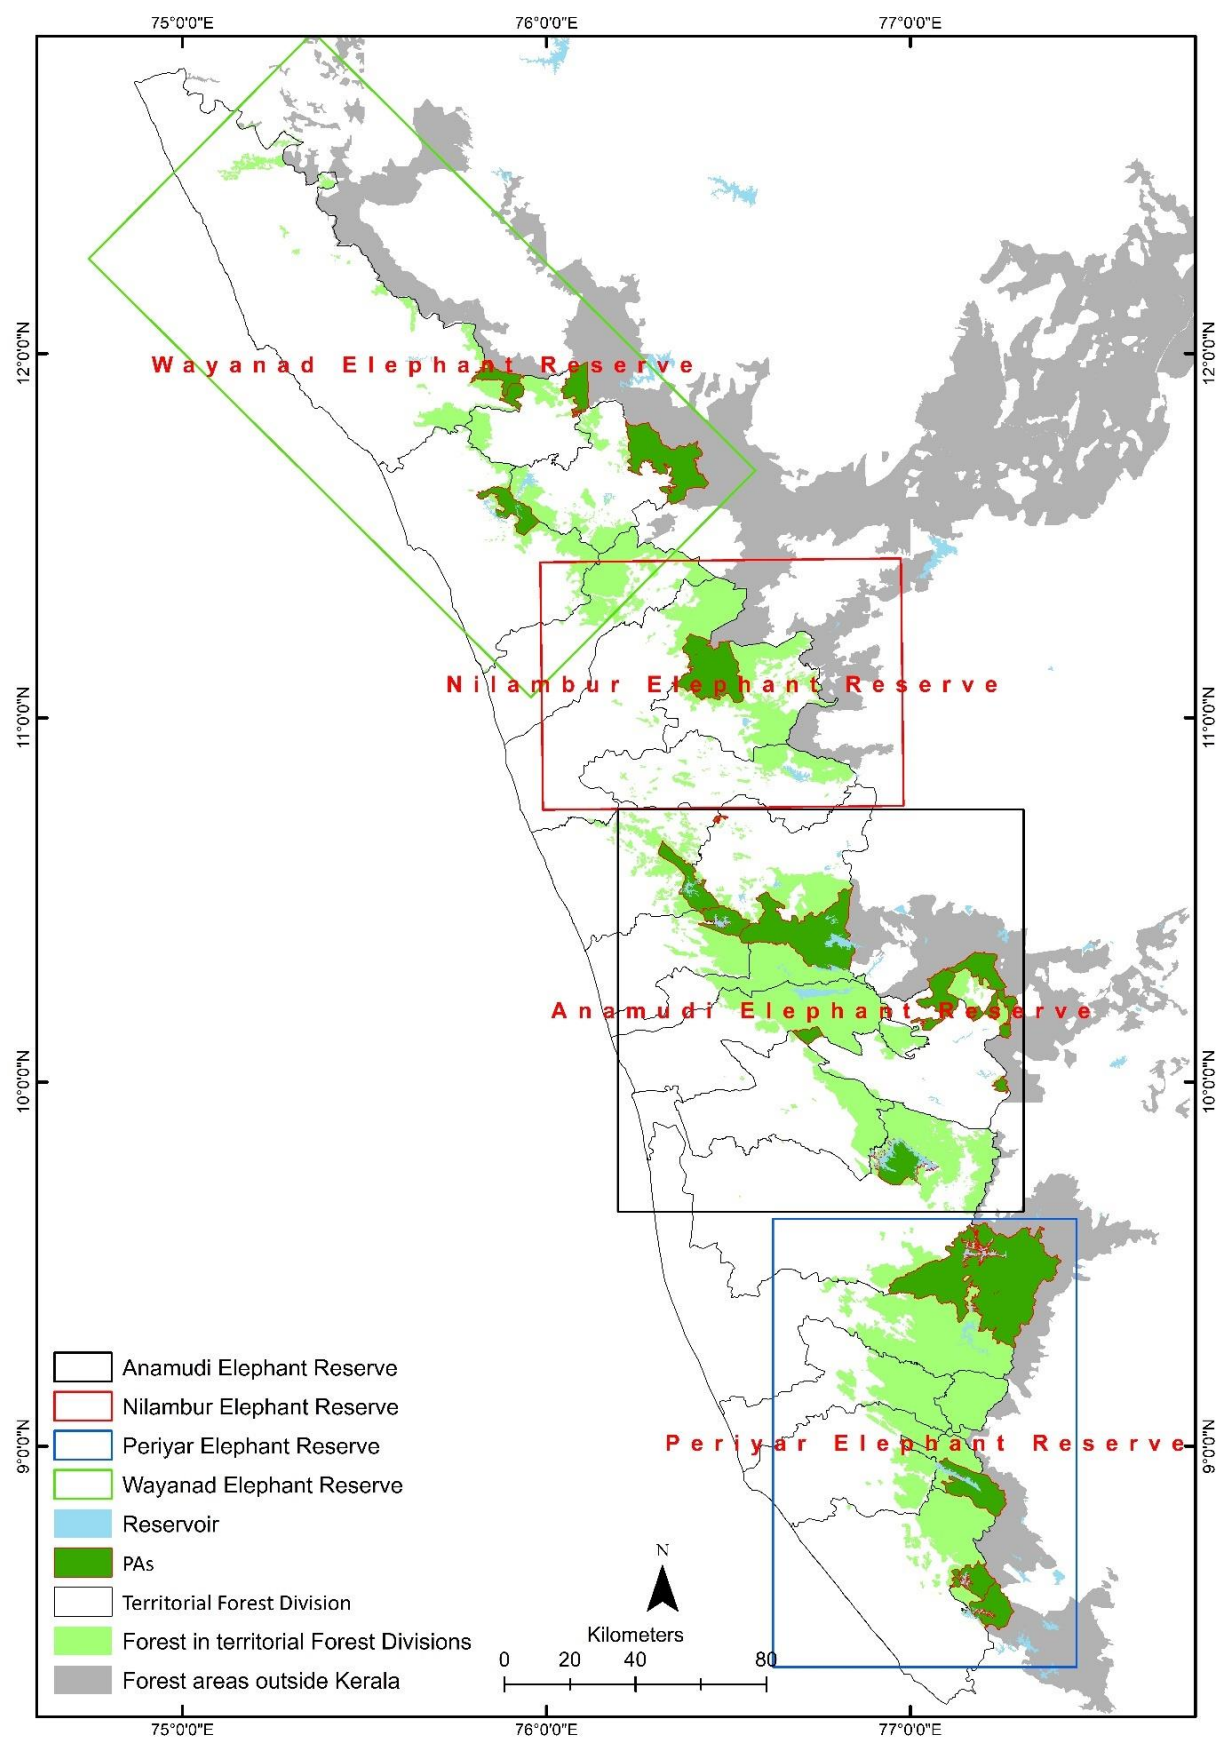 75°0'0"E 76°0'0"E 77°0'0"E
12°0'0"N 12°0'0"N
Wayanad Elephant Reserve
Nilambur Elephant Reserve
11°0'0"N 11°0'0"N
Anamudi Elephant Reserve
10°0'0"N 10°0'0"N
Periyar Elephant Reserve
9°0'0"N 9°0'0"N
Anamudi Elephant Reserve
Nilambur Elephant Reserve
Periyar Elephant Reserve
Wayanad Elephant Reserve
Reservoir
PAs
Territorial Forest Division
Forest in territorial Forest Divisions
Forest areas outside Kerala
N
Kilometers
0 20 40 80
75°0'0"E 76°0'0"E 77°0'0"E